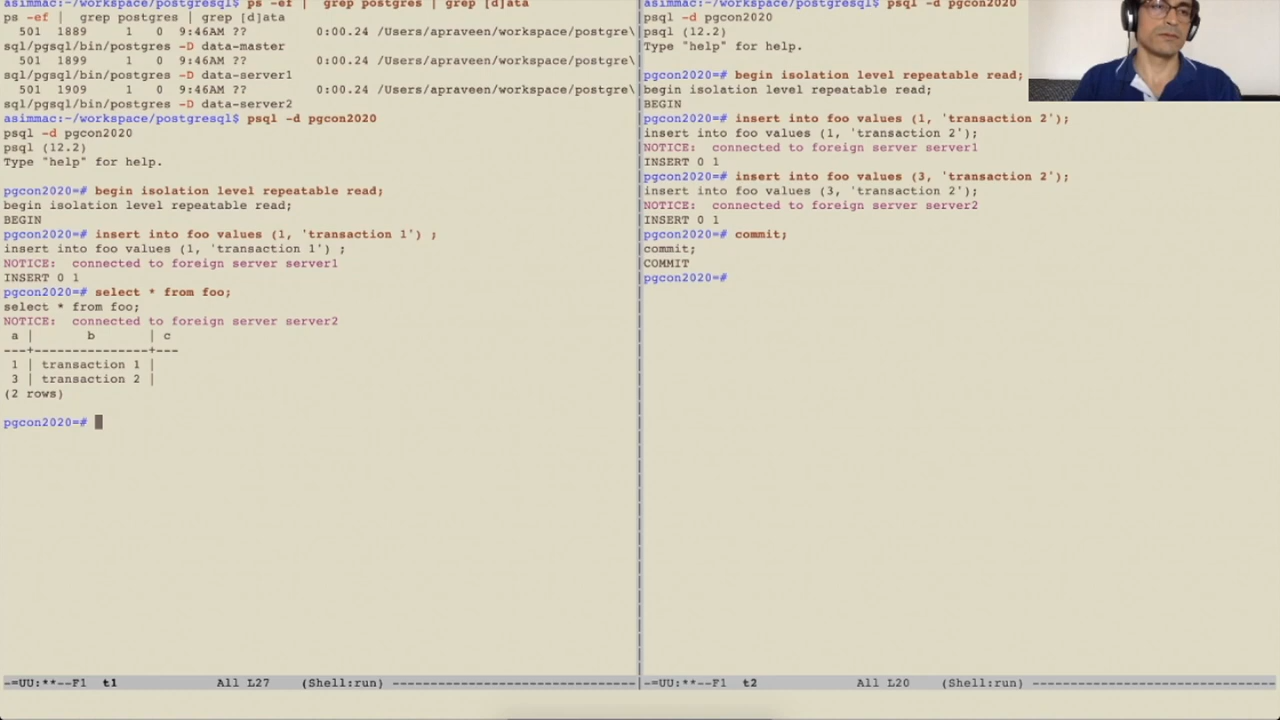 asimmac:~/workspace/postgresql$ ps -ef |  grep postgres | grep [d]ata
ps -ef |  grep postgres | grep [d]ata
  501  1889     1   0  9:46AM ??         0:00.24 /Users/apraveen/workspace/postgre\
sql/pgsql/bin/postgres -D data-master
  501  1899     1   0  9:46AM ??         0:00.24 /Users/apraveen/workspace/postgre\
sql/pgsql/bin/postgres -D data-server1
  501  1909     1   0  9:46AM ??         0:00.24 /Users/apraveen/workspace/postgre\
sql/pgsql/bin/postgres -D data-server2
asimmac:~/workspace/postgresql$ psql -d pgcon2020
psql -d pgcon2020
psql (12.2)
Type "help" for help.
pgcon2020=# begin isolation level repeatable read;
begin isolation level repeatable read;
BEGIN
pgcon2020=# insert into foo values (1, 'transaction 1') ;
insert into foo values (1, 'transaction 1') ;
NOTICE:  connected to foreign server server1
INSERT 0 1
pgcon2020=# select * from foo;
select * from foo;
NOTICE:  connected to foreign server server2
 a |       b       | c
---+---------------+---
 1 | transaction 1 |
 3 | transaction 2 |
(2 rows)
pgcon2020=#
-=UU:**--F1  t1             All L27    (Shell:run) --------------------------------
asimmac:~/workspace/postgresql$ psql -d pgcon2020
psql -d pgcon2020
psql (12.2)
Type "help" for help.
pgcon2020=# begin isolation level repeatable read;
begin isolation level repeatable read;
BEGIN
pgcon2020=# insert into foo values (1, 'transaction 2');
insert into foo values (1, 'transaction 2');
NOTICE:  connected to foreign server server1
INSERT 0 1
pgcon2020=# insert into foo values (3, 'transaction 2');
insert into foo values (3, 'transaction 2');
NOTICE:  connected to foreign server server2
INSERT 0 1
pgcon2020=# commit;
commit;
COMMIT
pgcon2020=#
-=UU:**--F1  t2             All L20    (Shell:run) --------------------------------